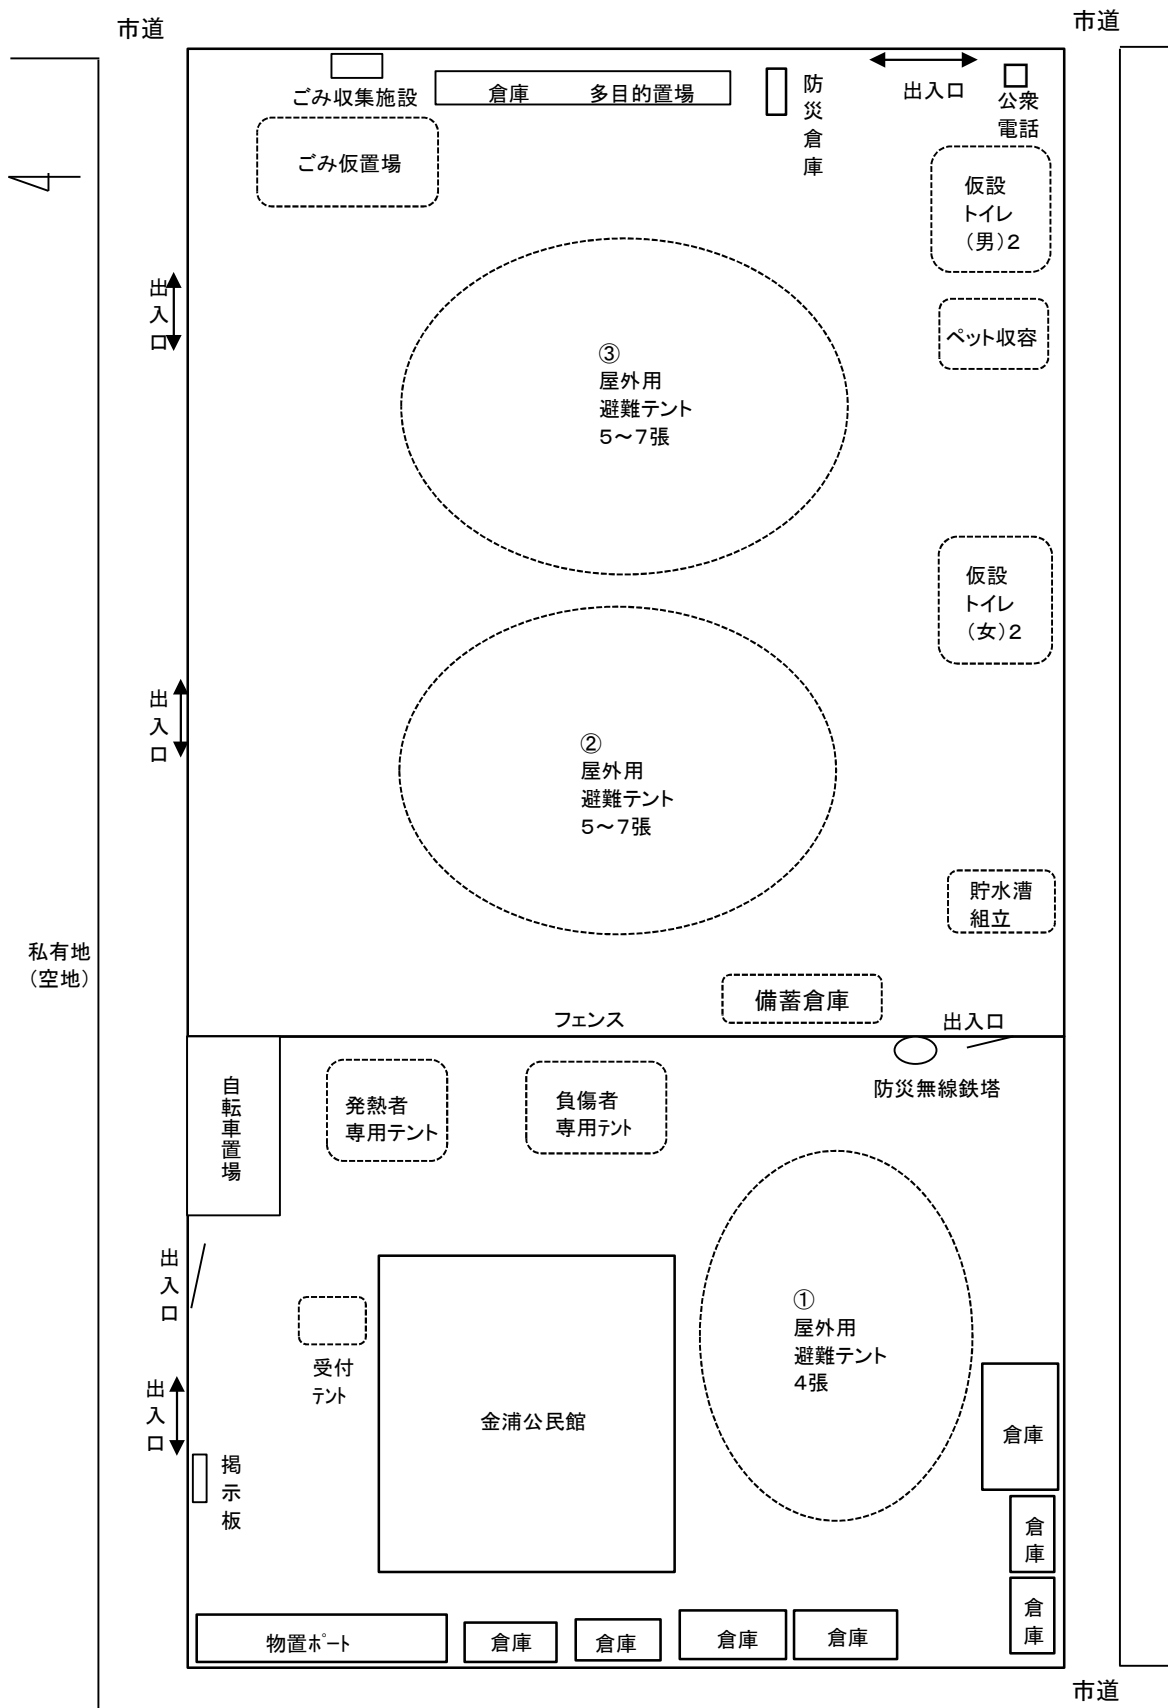 市道
市道
ごみ収集施設
倉庫　　多目的置場
防災倉庫
出入口
公衆
電話
ごみ仮置場
仮設
トイレ
（男）２
出入口
ペット収容
③
屋外用
避難テント
５～７張
仮設
トイレ
（女）２
出入口
②
屋外用
避難テント
５～７張
貯水漕
組立
私有地
（空地）
備蓄倉庫
フェンス
出入口
防災無線鉄塔
自転車置場
発熱者
専用テント
負傷者
専用ﾃﾝﾄ
出入口
①
屋外用
避難テント
４張
受付
ﾃﾝﾄ
出入口
金浦公民館
倉庫
掲示板
倉庫
倉庫
物置ﾎﾟｰﾄ
倉庫
倉庫
倉庫
倉庫
市道